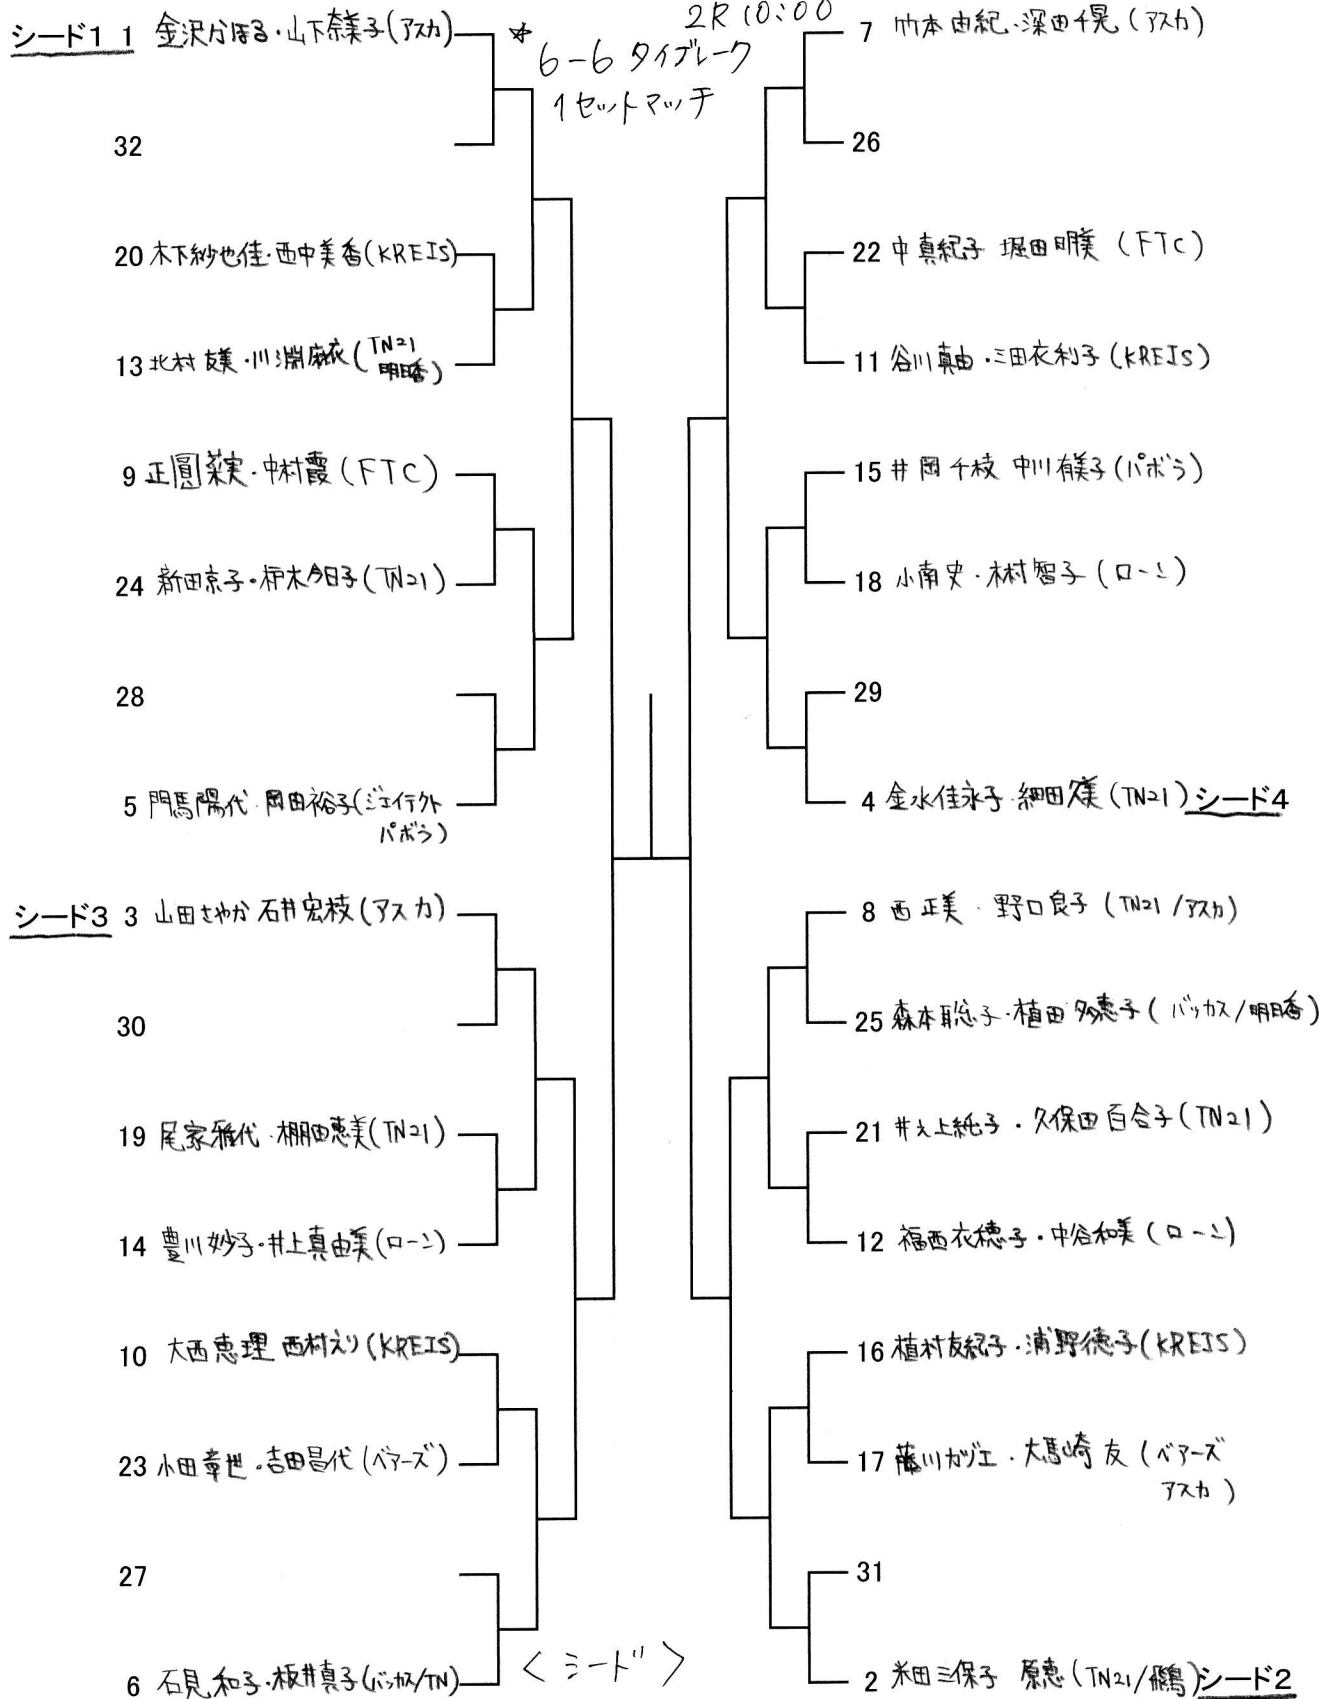 2R 10:00
☆
6-6 タイブレーク
1セットマッチ
シード1 1 金沢かほる・山下奈美子(アスカ)
32
20 木下紗也佳・西中美香(KREIS)
13 北村友美・川淵麻衣(TN21
明日香)
9 正圓菜実・中村霞(FTC)
24 新田京子・柳木今日子(TN21)
28
5 門馬陽代・岡田裕子(ジェイテクト
パボラ)
シード3 3 山田さやか 石井宏枝(アスカ)
30
19 尾家雅代・棚田恵美(TN21)
14 豊川妙子・井上真由美(ローン)
10 大西恵理 西村えり(KREIS)
23 小田章世・吉田昌代(ベアーズ)
27
6 石見和子・板井真子(バッカス/TN)
<シード>
7 竹本由紀・深田千晃(アスカ)
26
22 中真紀子 堀田明美(FTC)
11 谷川真由・三田衣利子(KREIS)
15 井岡千枝 中川有美子(パボラ)
18 小南史・木村智子(ローン)
29
4 金水佳永子・細田久美(TN21)シード4
8 西正美・野口良子(TN21/アスカ)
25 森本聡子・植田多恵子(バッカス/明日香)
21 井之上純子・久保田百合子(TN21)
12 福西衣穂子・中谷和美(ローン)
16 植村友紀子・浦野徳子(KREIS)
17 藤川カヅエ・大馬崎友(ベアーズ
アスカ)
31
2 米田三保子 原恵(TN21/飛鳥)シード2